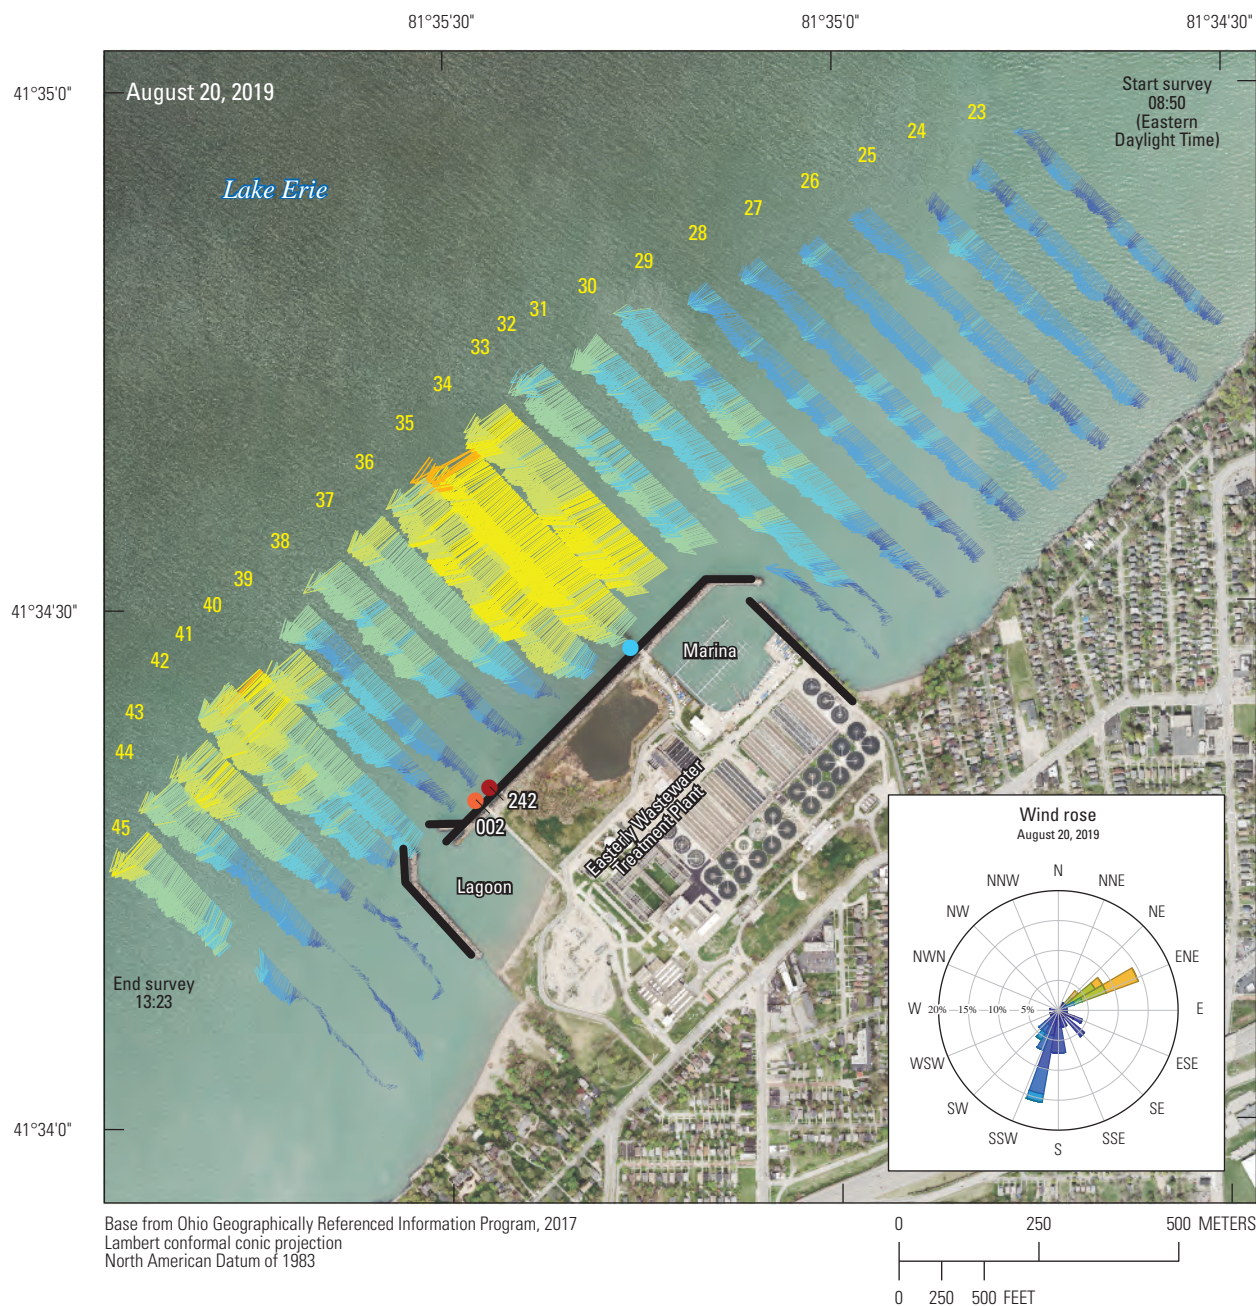 81°35'30"
81°35'0"
81°34'30"
41°35'0"
August 20, 2019
Start survey
08:50
(Eastern
Daylight Time)
Lake Erie
23
24
25
26
27
28
29
30
31
32
33
34
35
36
37
38
39
40
41
42
43
44
45
41°34'30"
Marina
242
002
Easterly Wastewater
Treatment Plant
Lagoon
End survey
13:23
41°34'0"
Wind rose
August 20, 2019
N
NNE
NE
ENE
E
ESE
SE
SSE
S
SSW
SW
WSW
W
NWN
NW
NNW
20% 15% 10% 5%
Base from Ohio Geographically Referenced Information Program, 2017
Lambert conformal conic projection
North American Datum of 1983
0 250 500 METERS
0 250 500 FEET